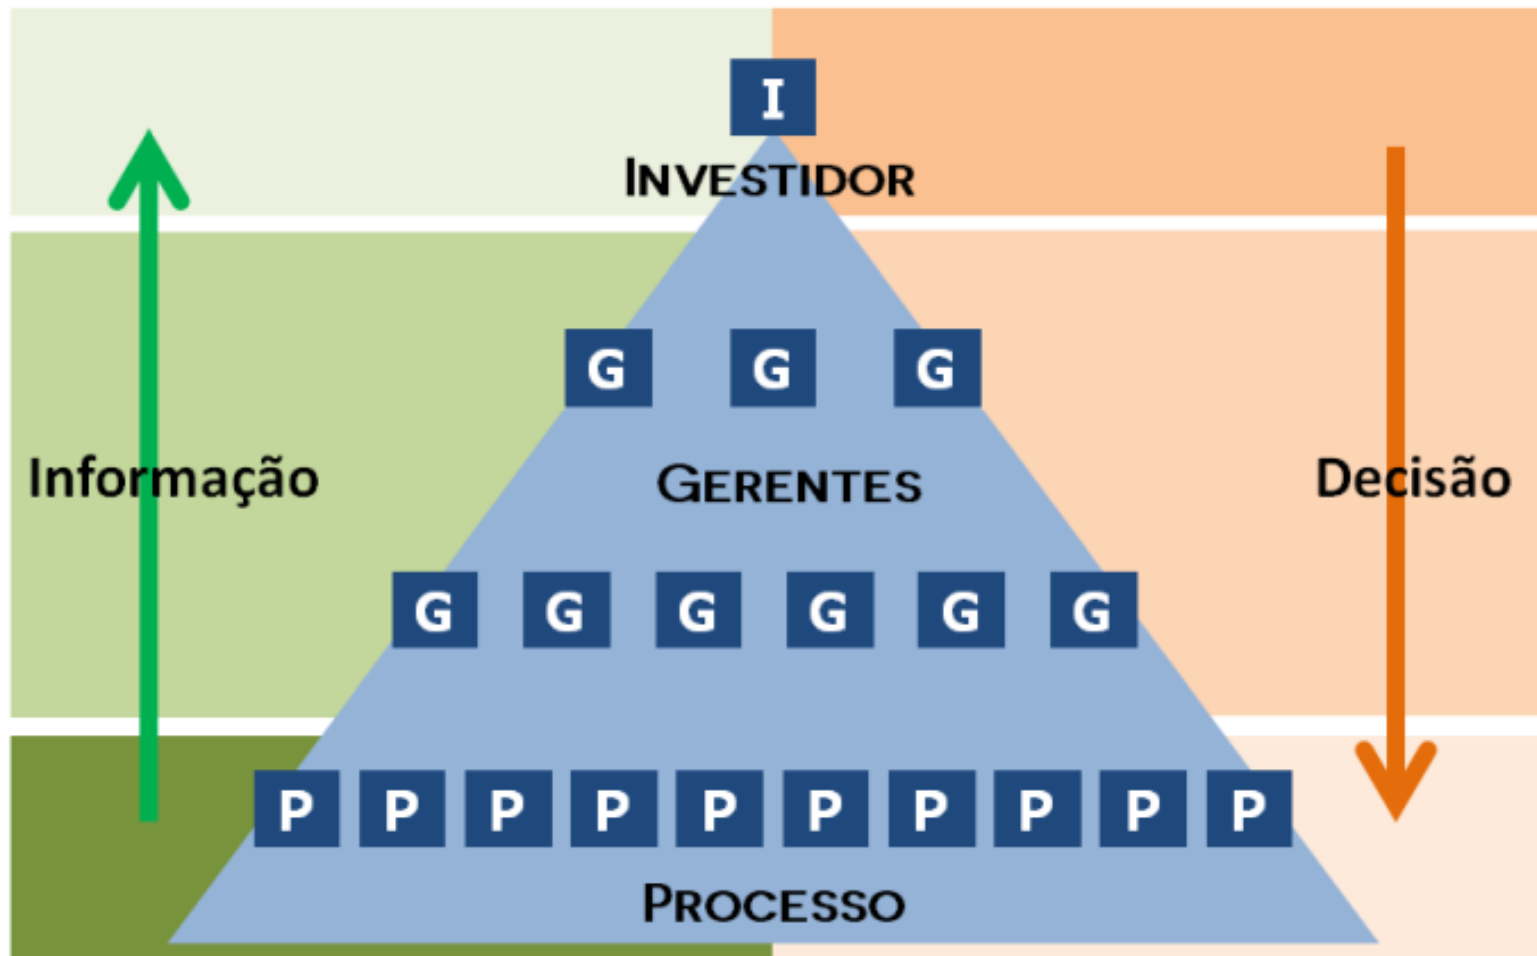 I
INVESTIDOR
G G G
Informação
GERENTES
Decisão
G G G G G G
P P P P P P P P P P
PROCESSO